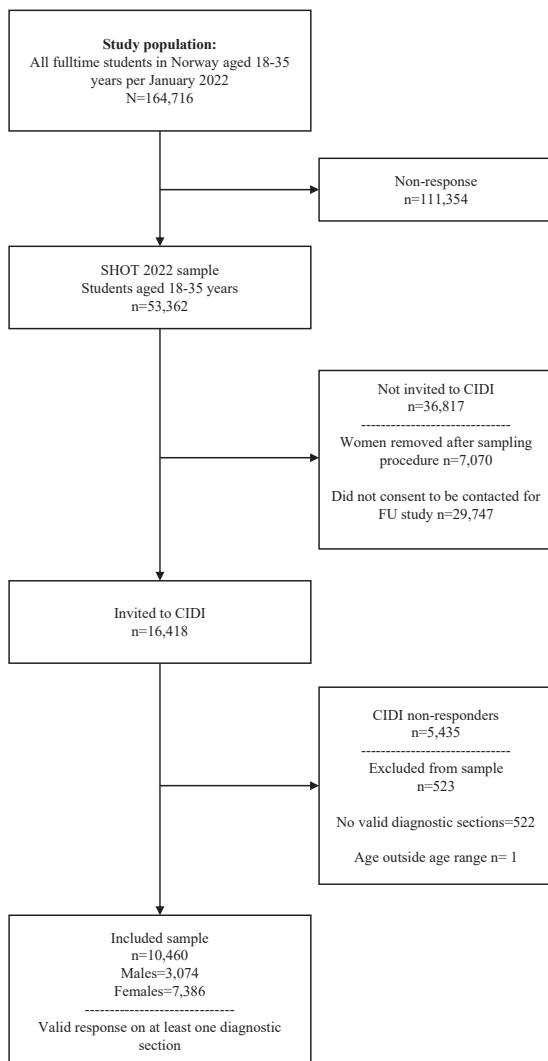 Study population:
All fulltime students in Norway aged 18-35
years per January 2022
N=164,716
Non-response
n=111,354
SHOT 2022 sample
Students aged 18-35 years
n=53,362
Not invited to CIDI
n=36,817
------------------------------
Women removed after sampling
procedure n=7,070
Did not consent to be contacted for
FU study n=29,747
Invited to CIDI
n=16,418
CIDI non-responders
n=5,435
------------------------------
Excluded from sample
n=523
No valid diagnostic sections=522
Age outside age range n= 1
Included sample
n=10,460
Males=3,074
Females=7,386
------------------------------
Valid response on at least one diagnostic
section